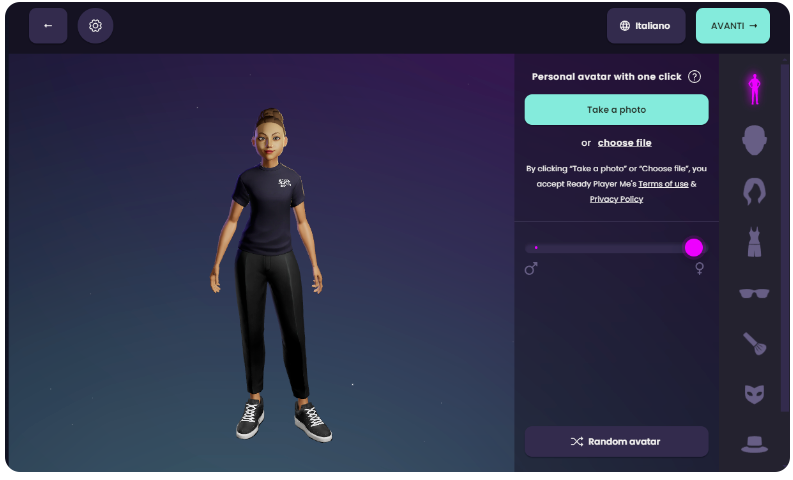 Italiano
AVANTI →
Personal avatar with one click
Take a photo
or choose file
By clicking “Take a photo” or “Choose file”, you
accept Ready Player Me's Terms of use &
Privacy Policy
Random avatar